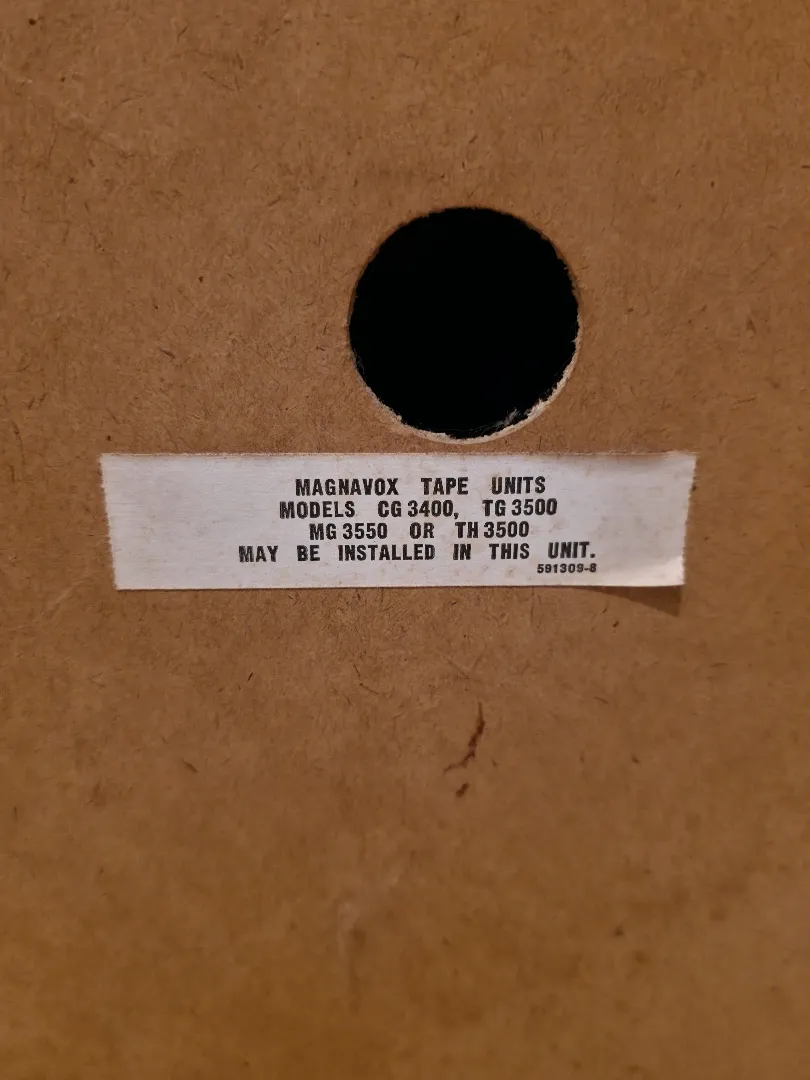 MAGNAVOX TAPE UNITS
MODELS CG 3400, TG 3500
MG 3550 OR TH 3500
MAY BE INSTALLED IN THIS UNIT.
591309-8